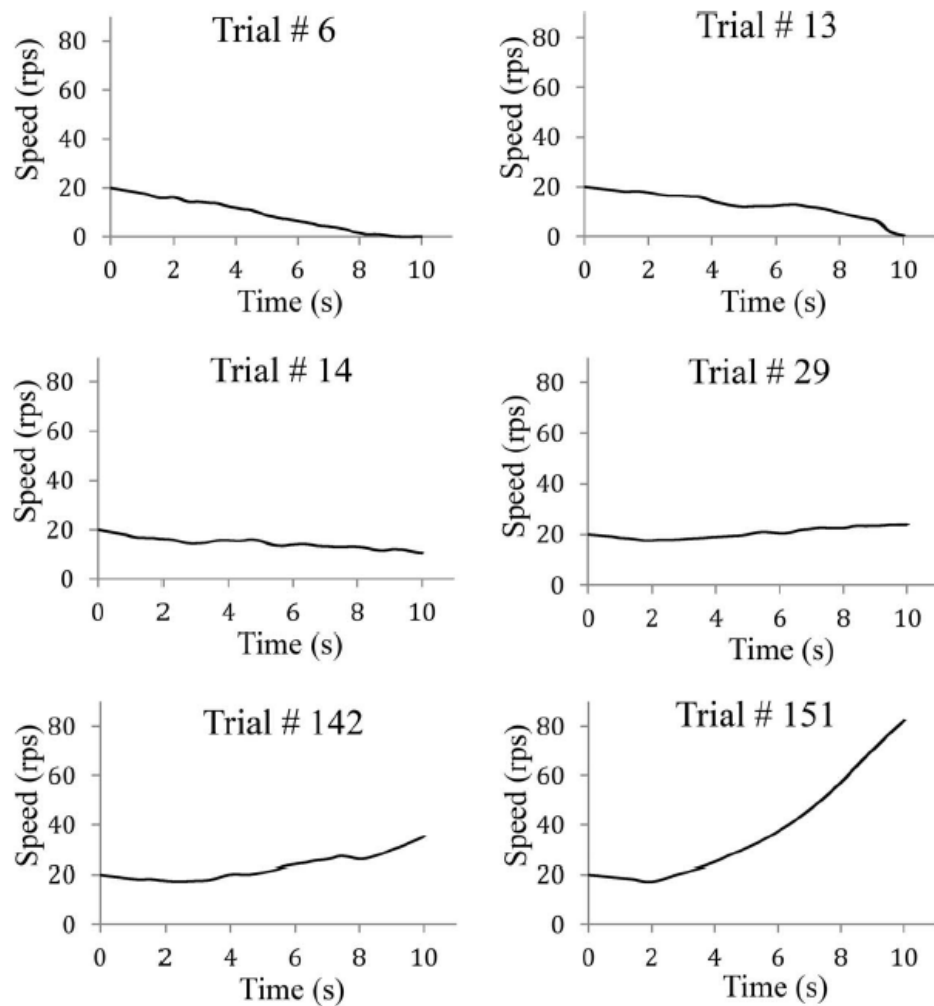 Trial # 6
Speed (rps)
80
60
40
20
0
0 2 4 6 8 10
Time (s)
Trial # 13
Speed (rps)
80
60
40
20
0
0 2 4 6 8 10
Time (s)
Trial # 14
Speed (rps)
80
60
40
20
0
0 2 4 6 8 10
Time (s)
Trial # 29
Speed (rps)
80
60
40
20
0
0 2 4 6 8 10
Time (s)
Trial # 142
Speed (rps)
80
60
40
20
0
0 2 4 6 8 10
Time (s)
Trial # 151
Speed (rps)
80
60
40
20
0
0 2 4 6 8 10
Time (s)